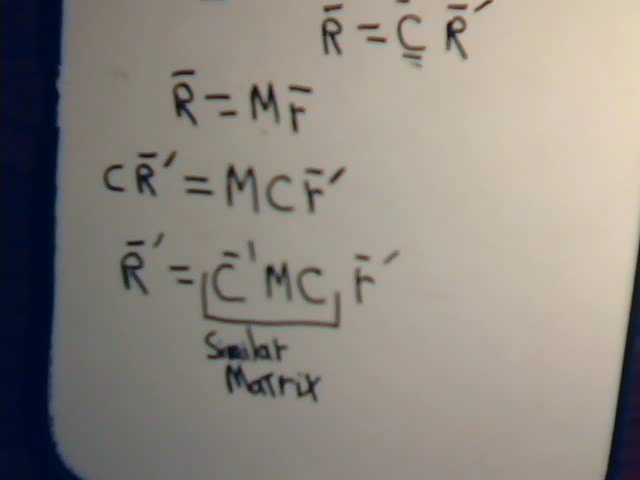 R̄ = C R̄'
R̄ = M r̄
C R̄' = M C r̄'
R̄' = C⁻¹ M C r̄'
Similar
Matrix